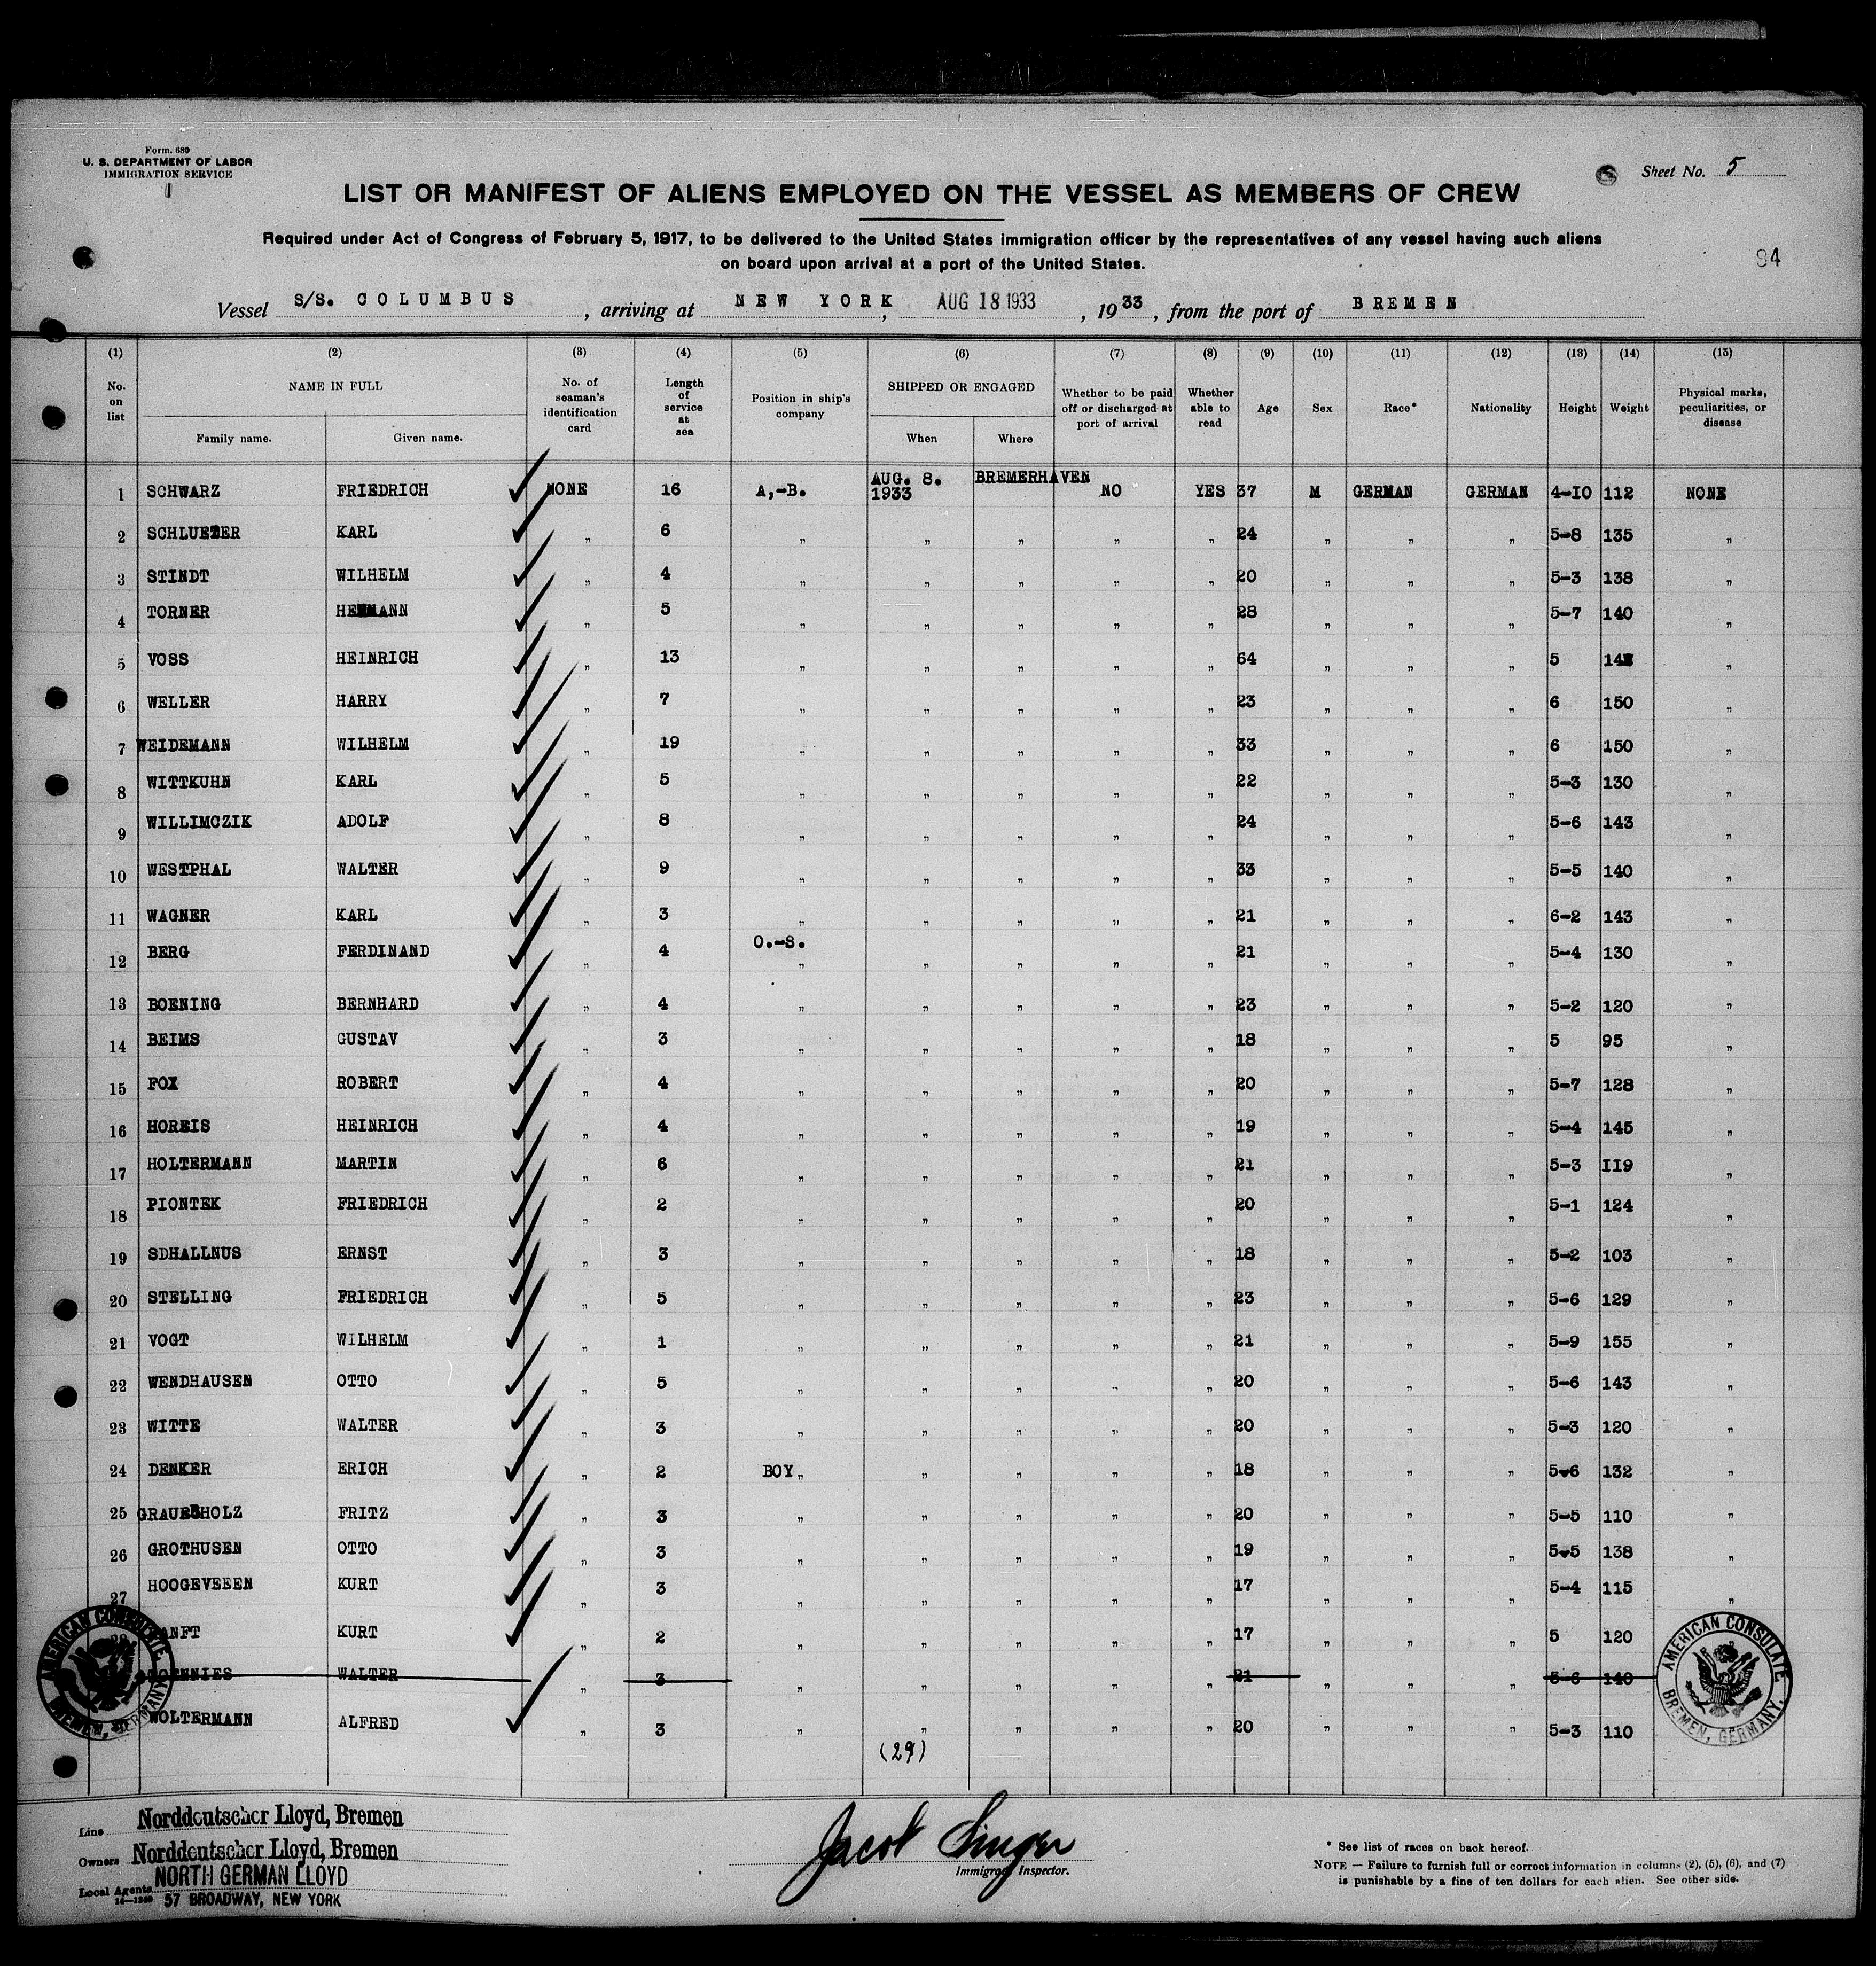 Form. 680
U. S. DEPARTMENT OF LABOR
IMMIGRATION SERVICE
Sheet No. 5
LIST OR MANIFEST OF ALIENS EMPLOYED ON THE VESSEL AS MEMBERS OF CREW
Required under Act of Congress of February 5, 1917, to be delivered to the United States immigration officer by the representatives of any vessel having such aliens
on board upon arrival at a port of the United States.
94
Vessel S/S. COLUMBUS, arriving at NEW YORK, AUG 18 1933, 1933, from the port of BREMEN
(1) (2) (3) (4) (5) (6) (7) (8) (9) (10) (11) (12) (13) (14) (15)
No. on list NAME IN FULL Family name. Given name. No. of seaman's identification card Length of service at sea Position in ship's company SHIPPED OR ENGAGED When Where Whether to be paid off or discharged at port of arrival Whether able to read Age Sex Race* Nationality Height Weight Physical marks, peculiarities, or disease
1 SCHWARZ FRIEDRICH NONE 16 A,-B. AUG. 8. 1933 BREMERHAVEN NO YES 37 M GERMAN GERMAN 4-10 112 NONE
2 SCHLUETER KARL " 6 " " " " " 24 " " " 5-8 135 "
3 STINDT WILHELM " 4 " " " " " 20 " " " 5-3 138 "
4 TORNER HERMANN " 5 " " " " " 28 " " " 5-7 140 "
5 VOSS HEINRICH " 13 " " " " " 64 " " " 5 "
6 WELLER HARRY " 7 " " " " " 23 " " " 6 150 "
7 WEIDEMANN WILHELM " 19 " " " " " 33 " " " 6 150 "
8 WITTKUHN KARL " 5 " " " " " 22 " " " 5-3 130 "
9 WILLIMCZIK ADOLF " 8 " " " " " 24 " " " 5-6 143 "
10 WESTPHAL WALTER " 9 " " " " " 33 " " " 5-5 140 "
11 WAGNER KARL " 3 " " " " " 21 " " " 6-2 143 "
12 BERG FERDINAND " 4 O.-S. " " " " " 21 " " " 5-4 130 "
13 BOENING BERNHARD " 4 " " " " " 23 " " " 5-2 120 "
14 BEIMS GUSTAV " 3 " " " " " 18 " " " 5 95 "
15 FOX ROBERT " 4 " " " " " 20 " " " 5-7 128 "
16 HOREIS HEINRICH " 4 " " " " " 19 " " " 5-4 145 "
17 HOLTERMANN MARTIN " 6 " " " " " 21 " " " 5-3 II9 "
18 PIONTEK FRIEDRICH " 2 " " " " " 20 " " " 5-1 124 "
19 SDHALLNUS ERNST " 3 " " " " " 18 " " " 5-2 103 "
20 STELLING FRIEDRICH " 5 " " " " " 23 " " " 5-6 129 "
21 VOGT WILHELM " 1 " " " " " 21 " " " 5-9 155 "
22 WENDHAUSEN OTTO " 5 " " " " " 20 " " " 5-6 143 "
23 WITTE WALTER " 3 " " " " " 20 " " " 5-3 120 "
24 DENKER ERICH " 2 BOY " " " " " 18 " " " 5-6 132 "
25 FRITZ " 3 " " " " " 20 " " " 5-5 110 "
26 GROTHUSEN OTTO " 3 " " " " " 19 " " " 5-5 138 "
27 HOOGEVEEEN KURT " 3 " " " " " 17 " " " 5-4 115 "
KURT " 2 " " " " " 17 " " " 5 120
WALTER " 3 " " " " " 21 " " " 5-6 140
WOLTERMANN ALFRED " 3 " " " " " 20 " " " 5-3 110
(29)
AMERICAN CONSULATE BREMEN, GERMANY.
AMERICAN CONSULATE BREMEN, GERMANY.
Line Norddeutscher Lloyd, Bremen
Owners Norddeutscher Lloyd, Bremen
Local Agents NORTH GERMAN LLOYD
14—1240 57 BROADWAY, NEW YORK
Jacob Singer
Immigrant Inspector.
* See list of races on back hereof.
NOTE — Failure to furnish full or correct information in columns (2), (5), (6), and (7)
is punishable by a fine of ten dollars for each alien. See other side.